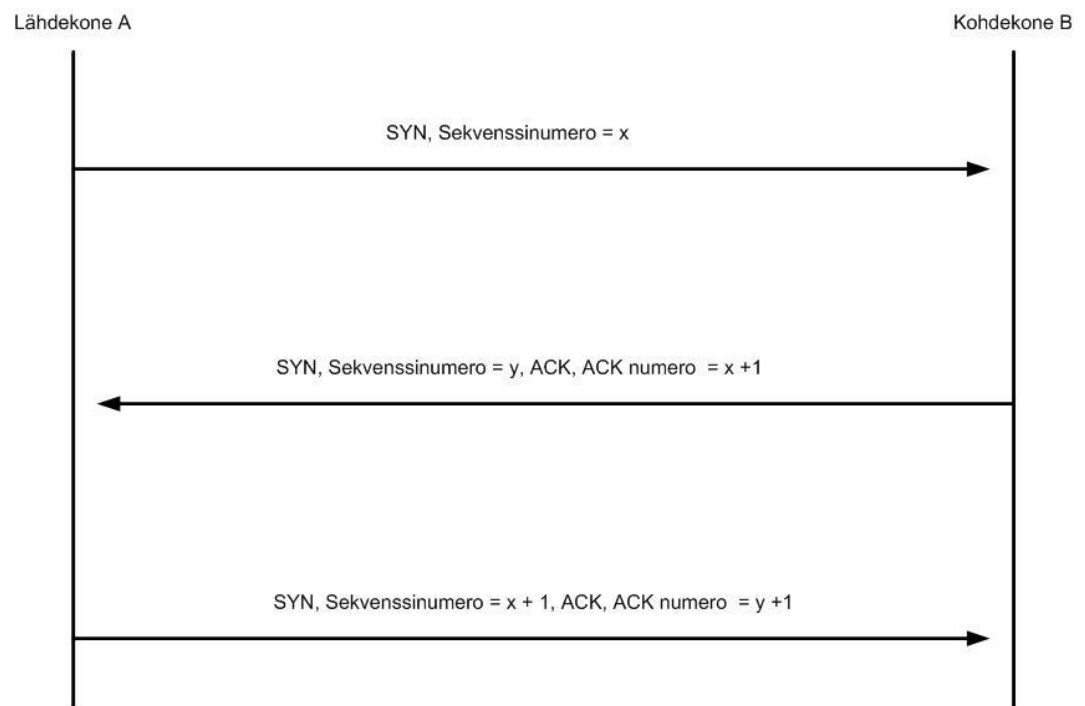 Lähdekone A
Kohdekone B
SYN, Sekvenssinumero = x
SYN, Sekvenssinumero = y, ACK, ACK numero = x +1
SYN, Sekvenssinumero = x + 1, ACK, ACK numero = y +1